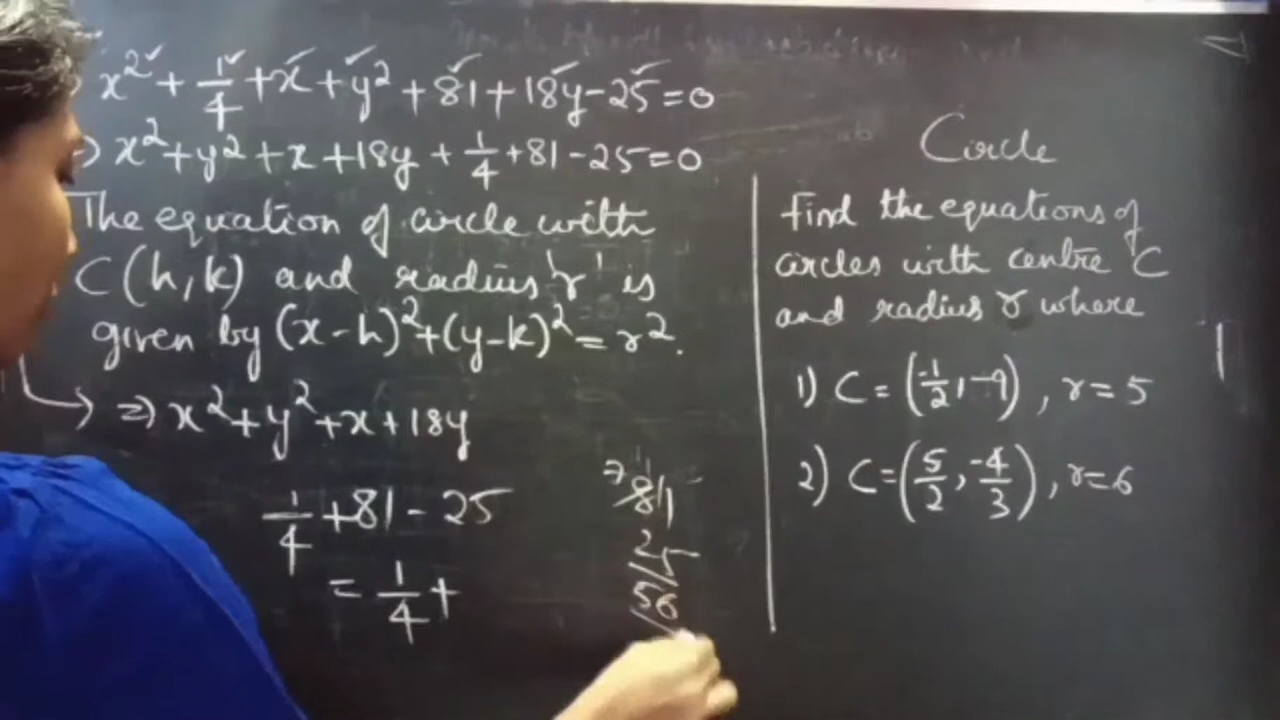 x² + 1/4 + x + y² + 81 + 18y - 25 = 0
⇒ x² + y² + x + 18y + 1/4 + 81 - 25 = 0
The equation of circle with
C(h,k) and radius 'r' is
given by (x-h)² + (y-k)² = r².
⇒ x² + y² + x + 18y
1/4 + 81 - 25
= 1/4 +
7 11
81
25
56
Circle
Find the equations of
circles with centre C
and radius r where
1) C = (-1/2, -9), r = 5
2) C = (5/2, -4/3), r = 6